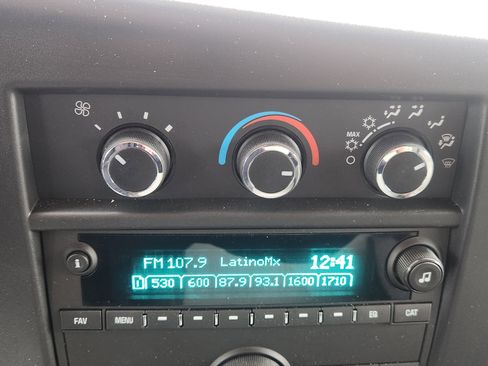 MAX
FM 107.9 LatinoMx 12:41
i
1 530 600 87.9 93.1 1600 1710
FAV MENU EQ CAT